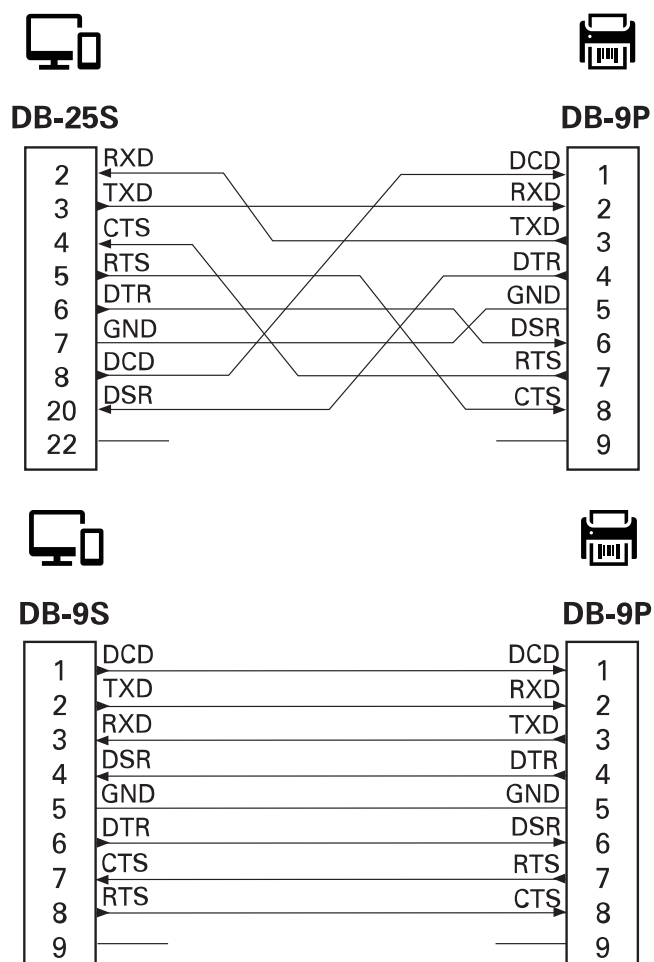 DB-25S DB-9P
2 RXD DCD 1
3 TXD RXD 2
4 CTS TXD 3
5 RTS DTR 4
6 DTR GND 5
7 GND DSR 6
8 DCD RTS 7
20 DSR CTS 8
22 9
DB-9S DB-9P
1 DCD DCD 1
2 TXD RXD 2
3 RXD TXD 3
4 DSR DTR 4
5 GND GND 5
6 DTR DSR 6
7 CTS RTS 7
8 RTS CTS 8
9 9